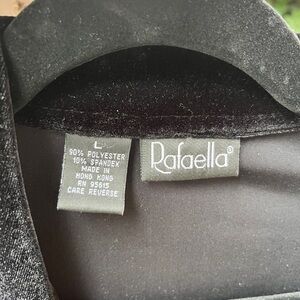 L
90% POLYESTER
10% SPANDEX
MADE IN
HONG KONG
RN 95615
CARE REVERSE
Rafaella®